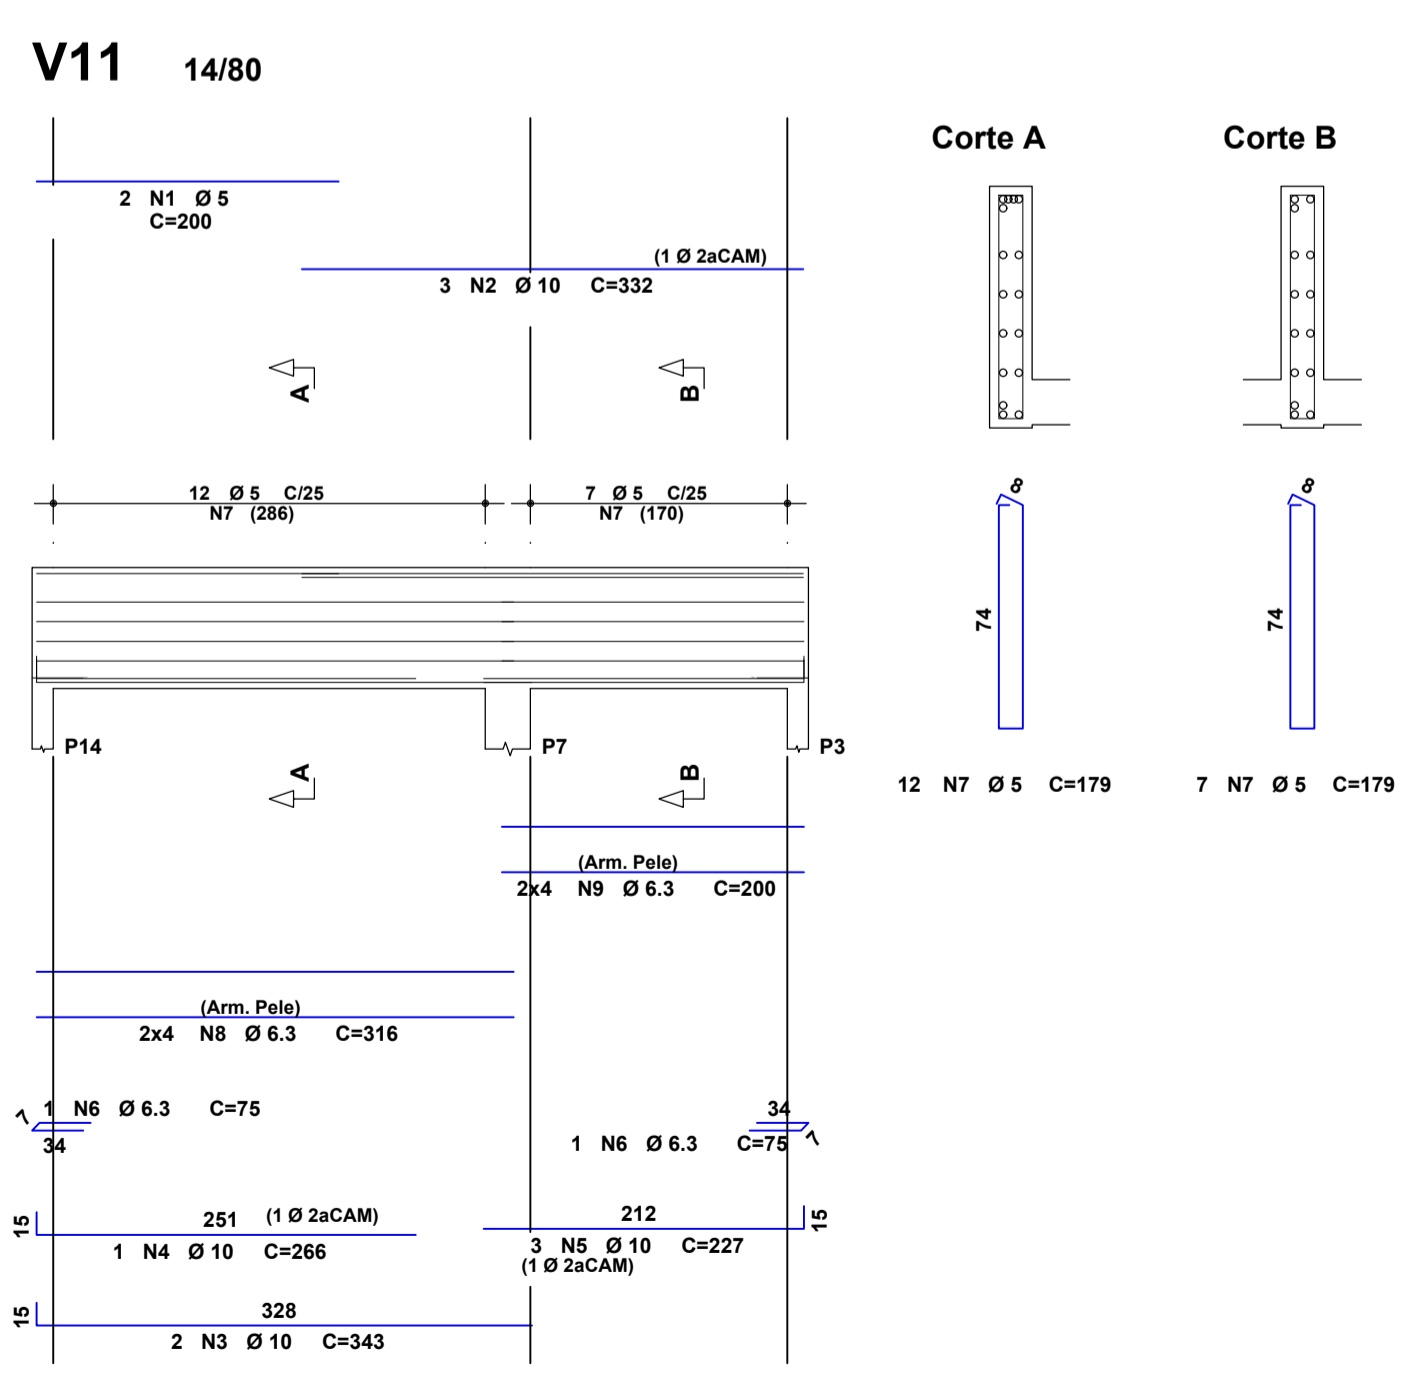 V11 14/80
Corte A Corte B
2 N1 Ø 5
C=200
(1 Ø 2aCAM)
3 N2 Ø 10 C=332
A B
12 Ø 5 C/25 7 Ø 5 C/25
N7 (286) N7 (170)
8 8
74 74
P14 P7 P3
A B
12 N7 Ø 5 C=179 7 N7 Ø 5 C=179
(Arm. Pele)
2x4 N9 Ø 6.3 C=200
(Arm. Pele)
2x4 N8 Ø 6.3 C=316
7 1 N6 Ø 6.3 C=75 34
34 1 N6 Ø 6.3 C=75 7
15 251 (1 Ø 2aCAM) 212 15
1 N4 Ø 10 C=266 3 N5 Ø 10 C=227
(1 Ø 2aCAM)
15 328
2 N3 Ø 10 C=343